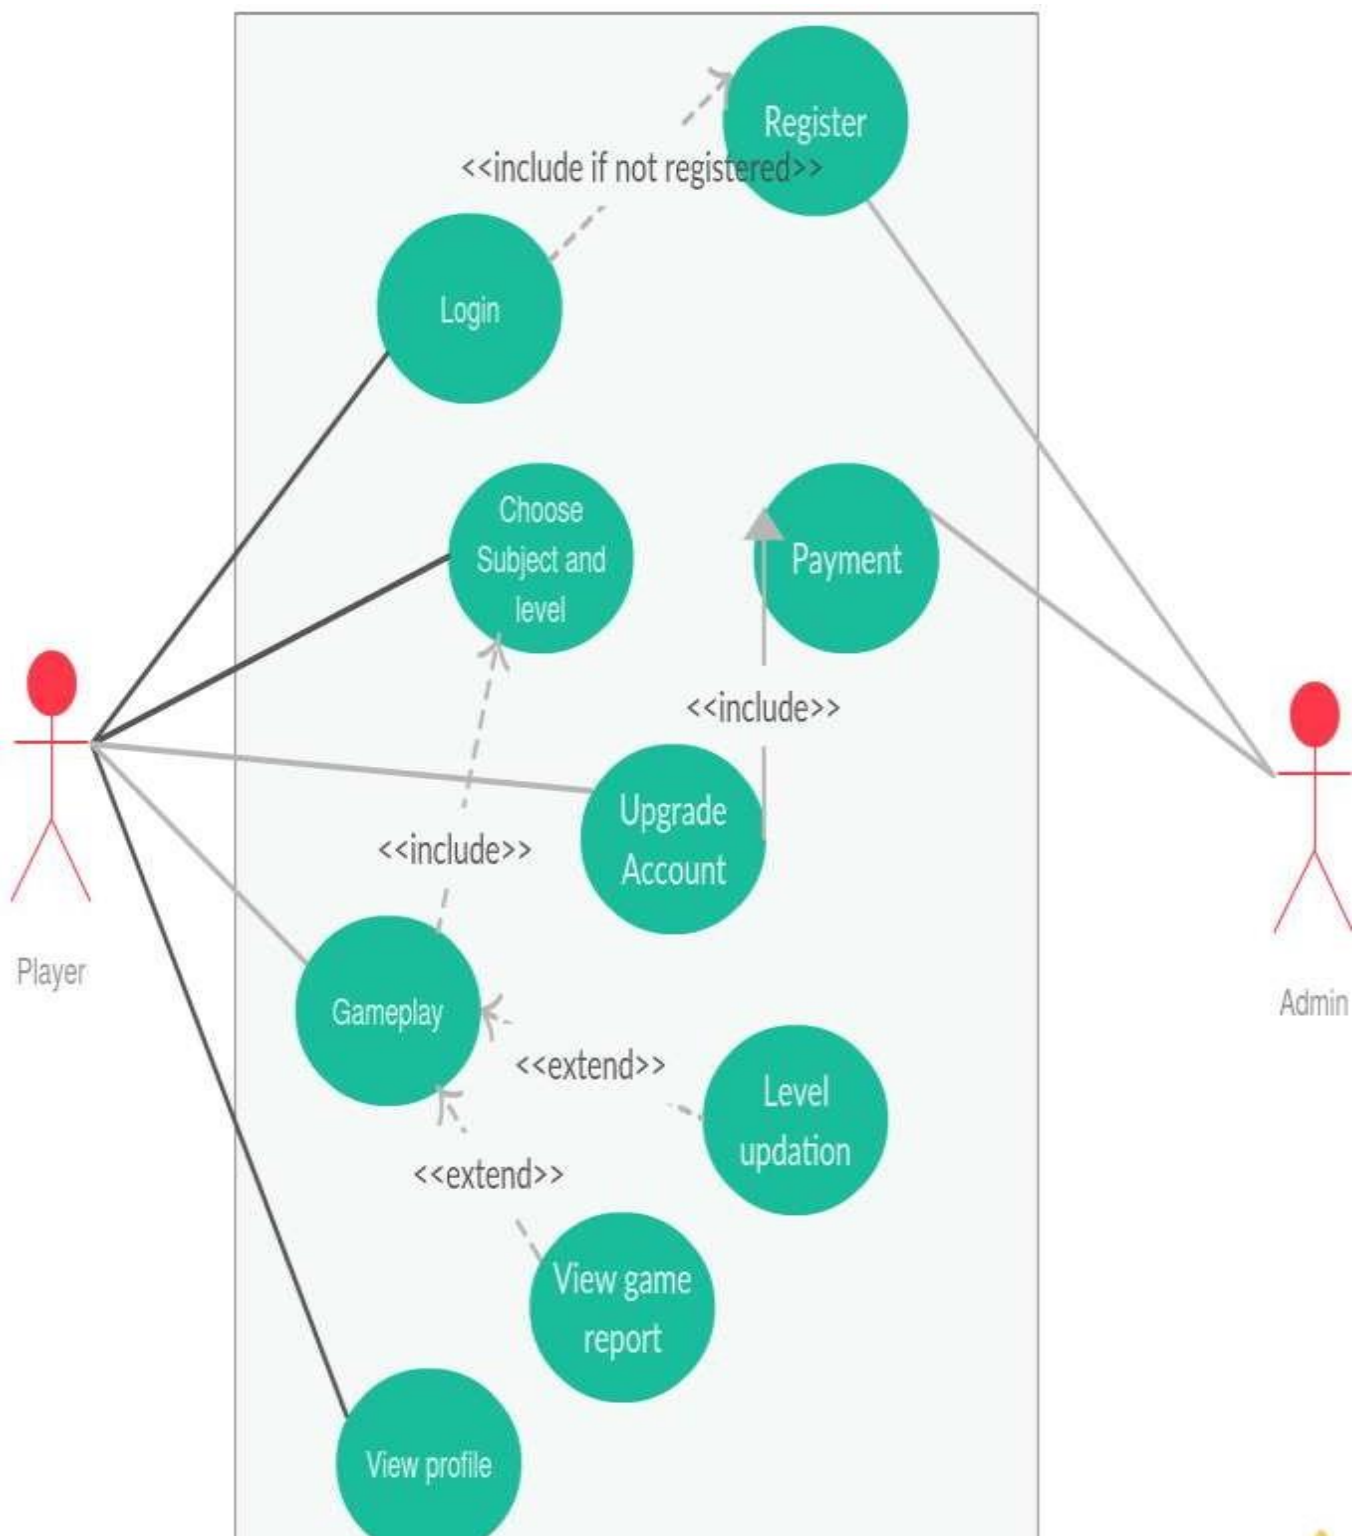 Register
<<include if not registered>>
Login
Choose
Subject and
level
Payment
<<include>>
Upgrade
Account
<<include>>
Player
Admin
Gameplay
<<extend>>
Level
updation
<<extend>>
View game
report
View profile